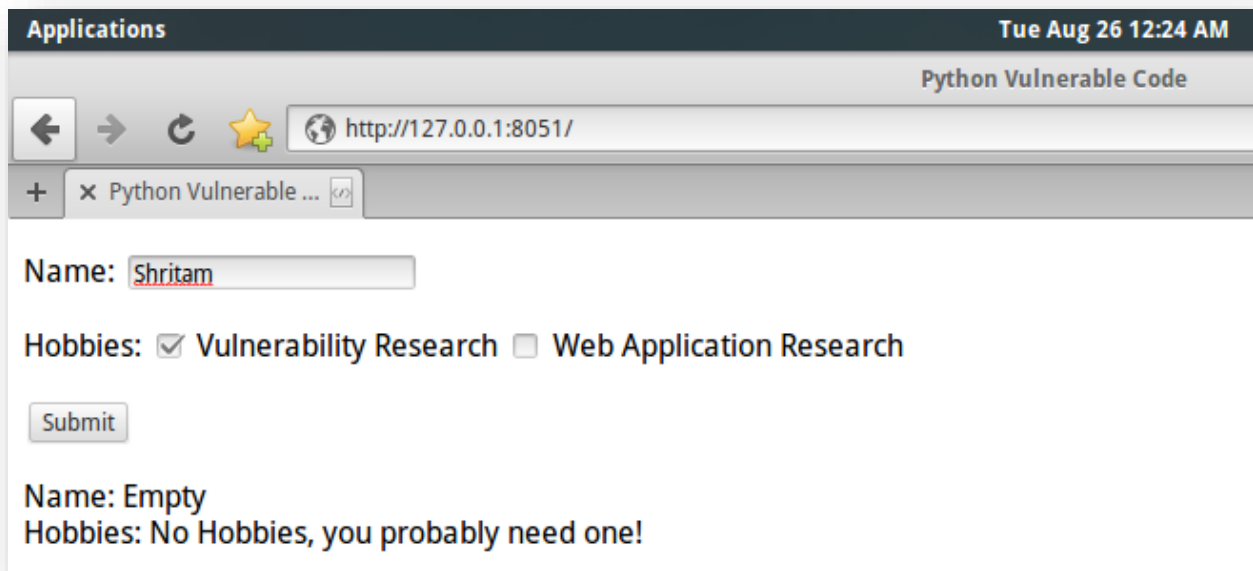 Applications Tue Aug 26 12:24 AM
Python Vulnerable Code
http://127.0.0.1:8051/
+ × Python Vulnerable ... </>
Name: Shritam
Hobbies: Vulnerability Research Web Application Research
Submit
Name: Empty
Hobbies: No Hobbies, you probably need one!